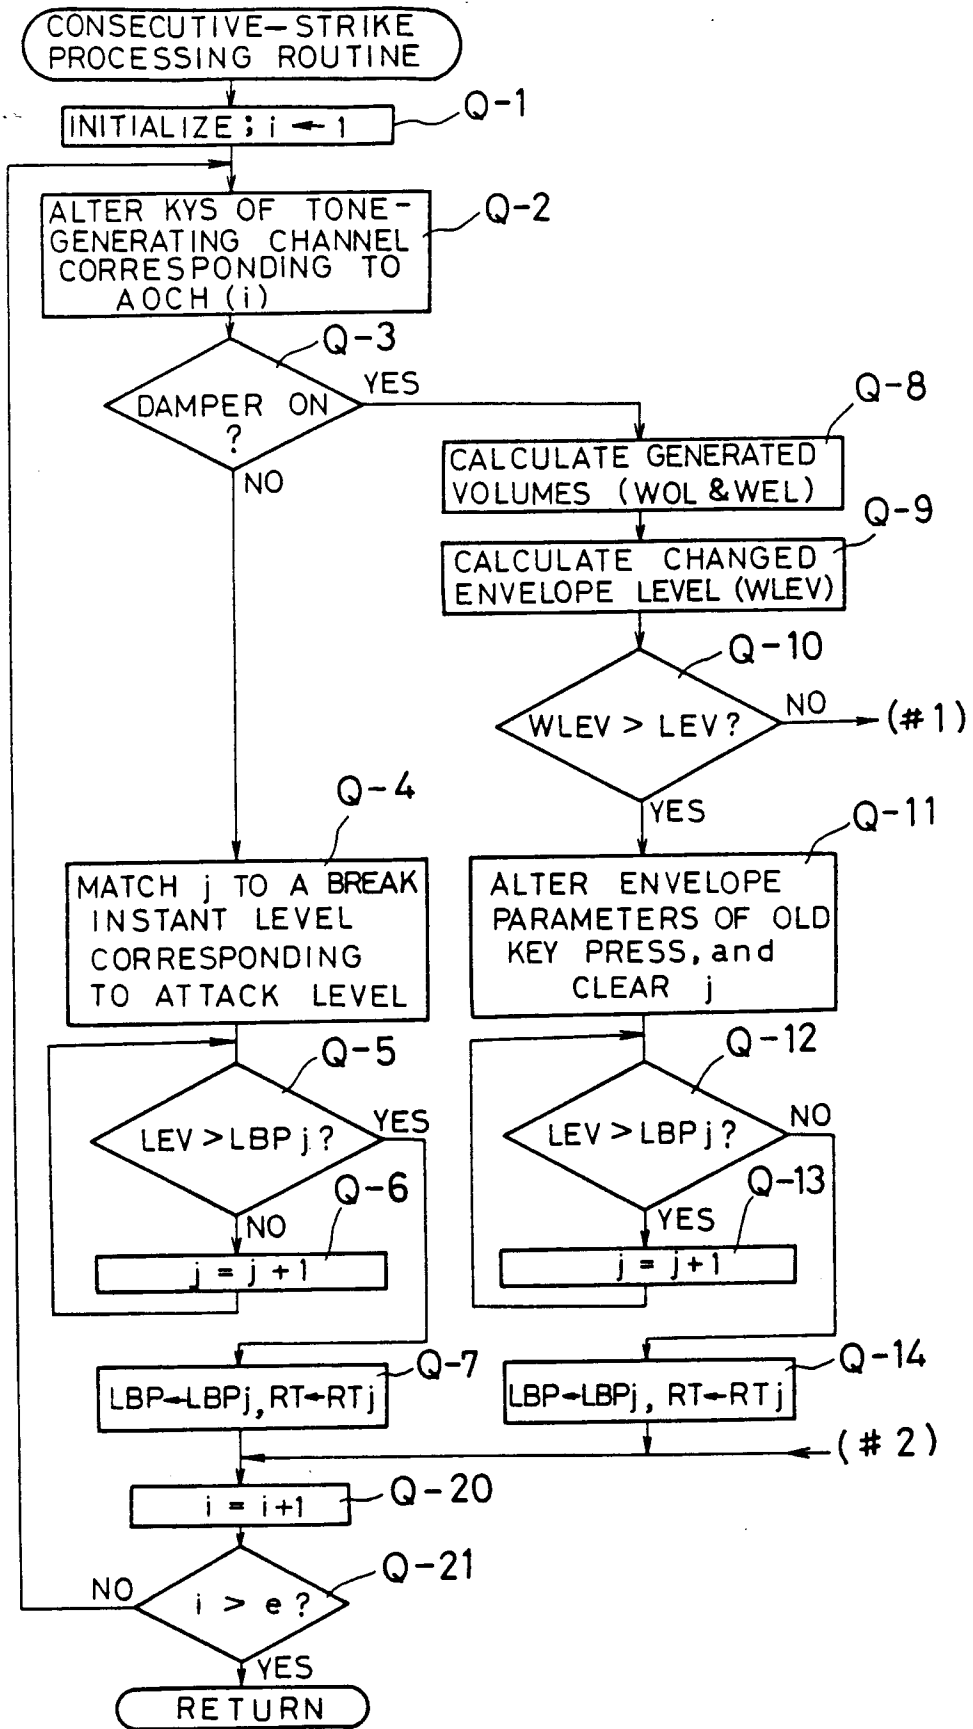 CONSECUTIVE-STRIKE
PROCESSING ROUTINE
Q-1
INITIALIZE; i ← 1
Q-2
ALTER KYS OF TONE-
GENERATING CHANNEL
CORRESPONDING TO
AOCH (i)
Q-3
DAMPER ON
?
YES
NO
Q-8
CALCULATE GENERATED
VOLUMES (WOL & WEL)
Q-9
CALCULATE CHANGED
ENVELOPE LEVEL (WLEV)
Q-10
WLEV > LEV?
NO
(#1)
YES
Q-4
MATCH j TO A BREAK
INSTANT LEVEL
CORRESPONDING
TO ATTACK LEVEL
Q-11
ALTER ENVELOPE
PARAMETERS OF OLD
KEY PRESS, and
CLEAR j
Q-5
LEV > LBPj?
YES
NO
Q-6
j = j + 1
Q-12
LEV > LBPj?
NO
YES
Q-13
j = j+1
Q-7
LBP←LBPj, RT←RTj
Q-14
LBP←LBPj, RT←RTj
(#2)
Q-20
i = i+1
Q-21
i > e?
NO
YES
RETURN